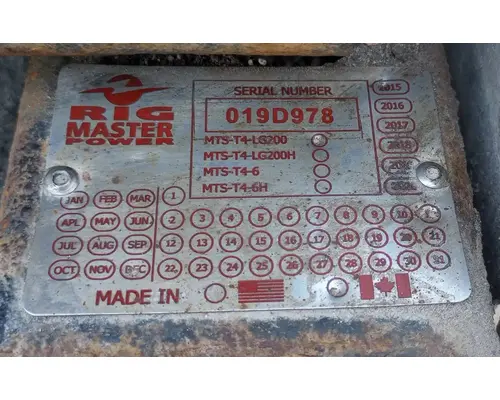 RIG
MASTER
POWER
SERIAL NUMBER
019D978
MTS-T4-LG200
MTS-T4-LG200H
MTS-T4-6
MTS-T4-6H
2015
2016
2017
2018
JAN FEB MAR 1
APL MAY JUN 2 3 4 5 6 7 8 9 10
JUL AUG SEP 12 13 14 15 16 17 18 19 20 21
OCT NOV DEC 22 23 24 25 26 27 28 29 30 31
MADE IN